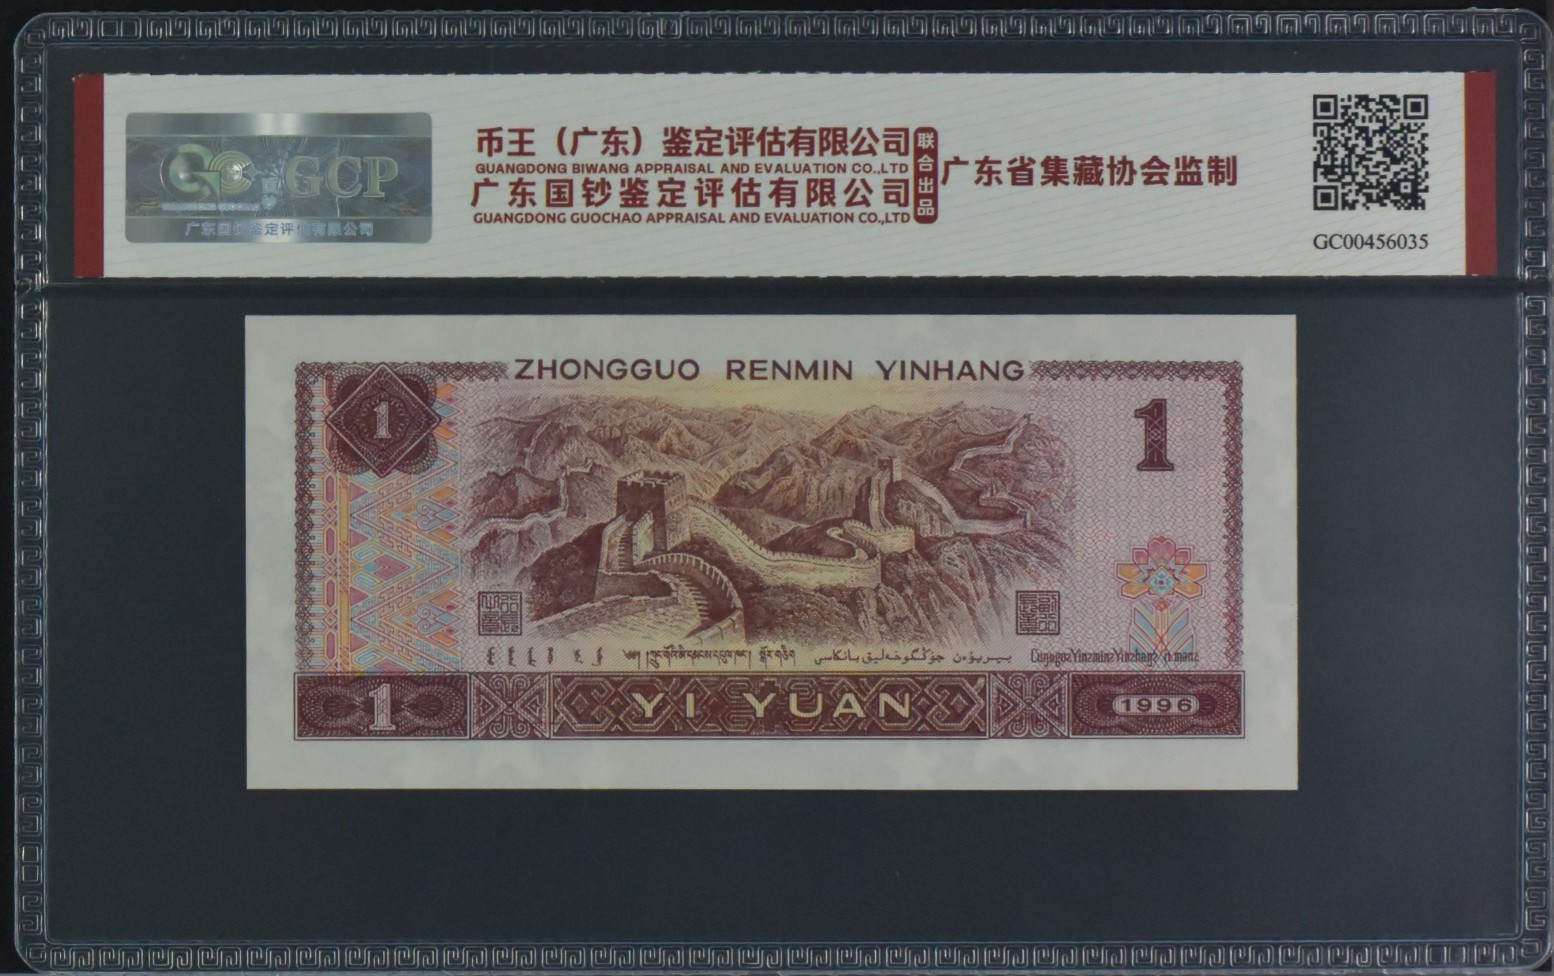 GC GCP
广东国钞鉴定评估有限公司
币王（广东）鉴定评估有限公司
GUANGDONG BIWANG APPRAISAL AND EVALUATION CO.,LTD
广东国钞鉴定评估有限公司
GUANGDONG GUOCHAO APPRAISAL AND EVALUATION CO.,LTD
联合出品
广东省集藏协会监制
GC00456035
ZHONGGUO RENMIN YINHANG
1
1
1
YI YUAN
1996